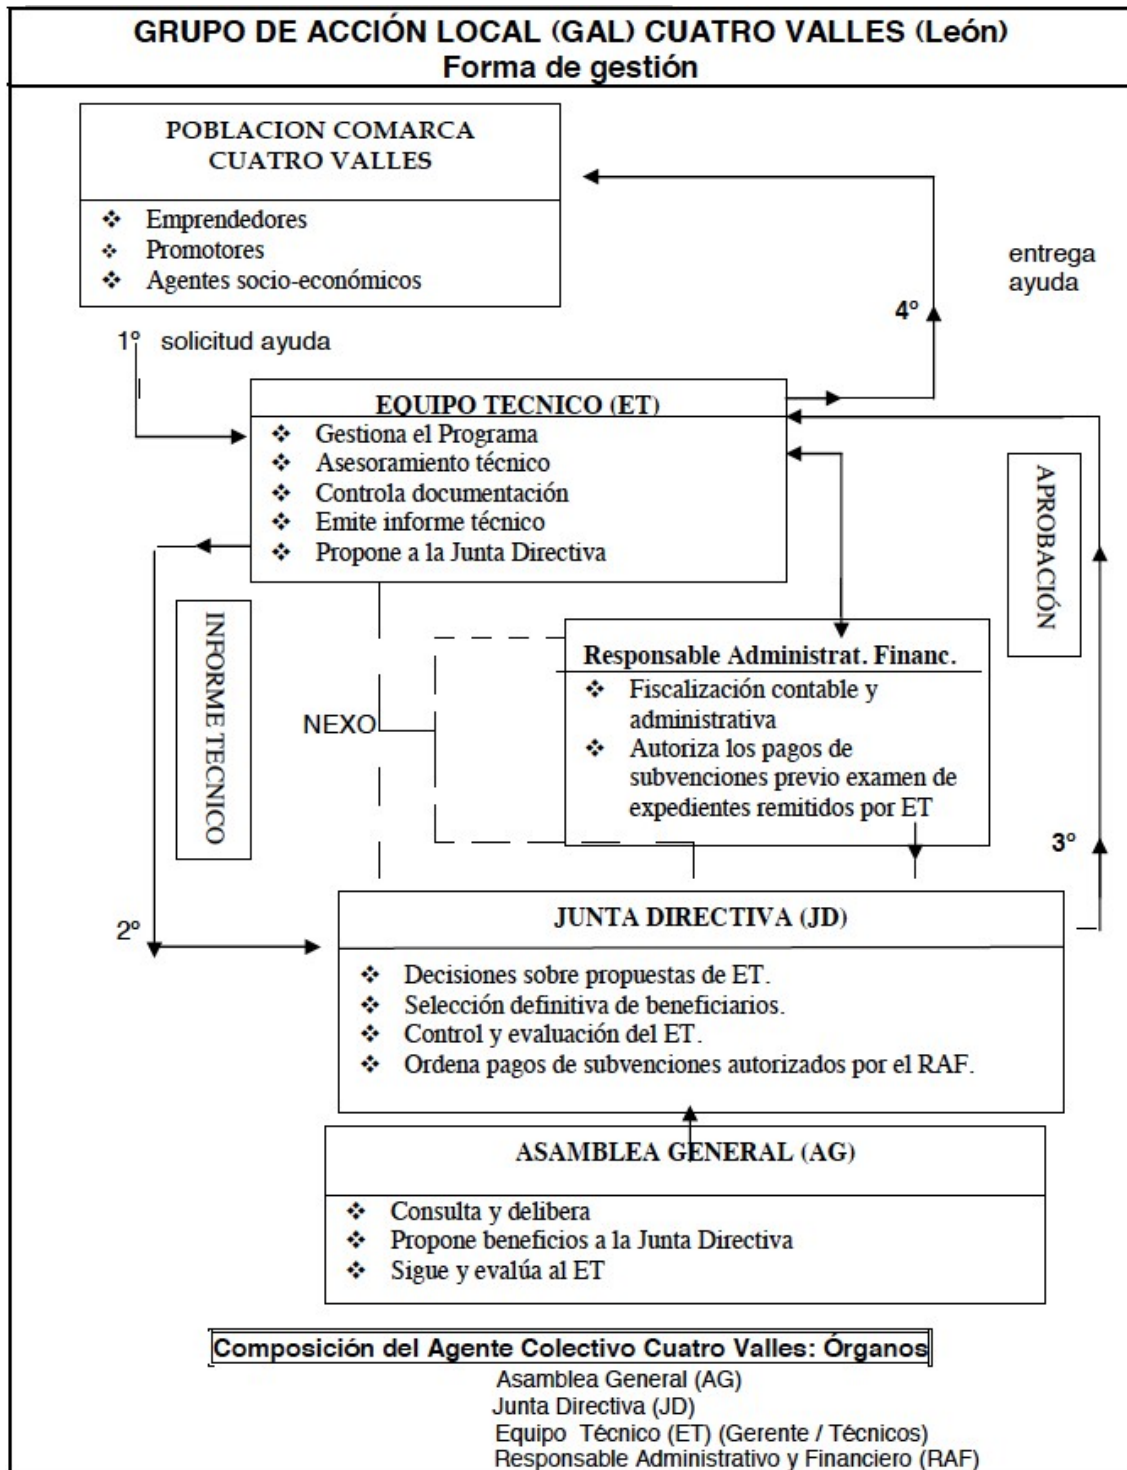 GRUPO DE ACCIÓN LOCAL (GAL) CUATRO VALLES (León)
Forma de gestión
POBLACION COMARCA
CUATRO VALLES
❖ Emprendedores
❖ Promotores
❖ Agentes socio-económicos
entrega
ayuda
4º
1º solicitud ayuda
EQUIPO TECNICO (ET)
❖ Gestiona el Programa
❖ Asesoramiento técnico
❖ Controla documentación
❖ Emite informe técnico
❖ Propone a la Junta Directiva
APROBACIÓN
INFORME TECNICO
NEXO
Responsable Administrat. Financ.
❖ Fiscalización contable y
administrativa
❖ Autoriza los pagos de
subvenciones previo examen de
expedientes remitidos por ET
3º
2º
JUNTA DIRECTIVA (JD)
❖ Decisiones sobre propuestas de ET.
❖ Selección definitiva de beneficiarios.
❖ Control y evaluación del ET.
❖ Ordena pagos de subvenciones autorizados por el RAF.
ASAMBLEA GENERAL (AG)
❖ Consulta y delibera
❖ Propone beneficios a la Junta Directiva
❖ Sigue y evalúa al ET
Composición del Agente Colectivo Cuatro Valles: Órganos
Asamblea General (AG)
Junta Directiva (JD)
Equipo Técnico (ET) (Gerente / Técnicos)
Responsable Administrativo y Financiero (RAF)